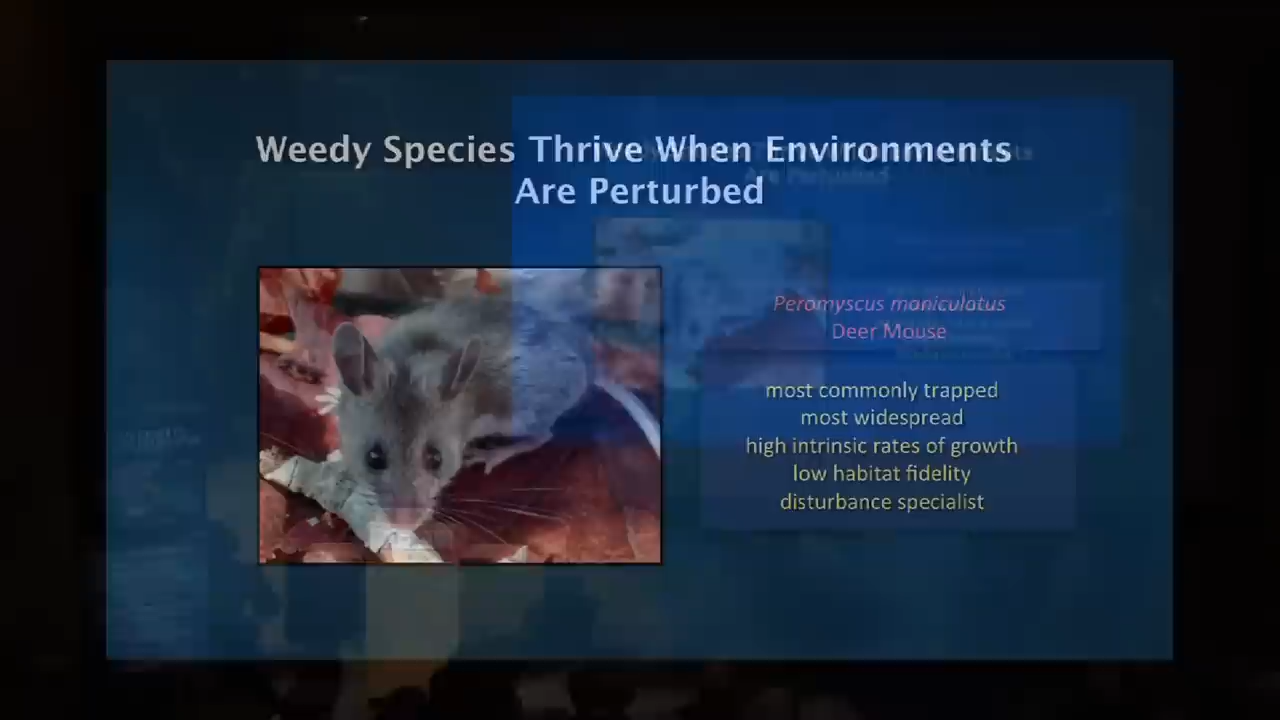 Weedy Species Thrive When Environments
Are Perturbed
Peromyscus maniculatus
Deer Mouse
most commonly trapped
most widespread
high intrinsic rates of growth
low habitat fidelity
disturbance specialist